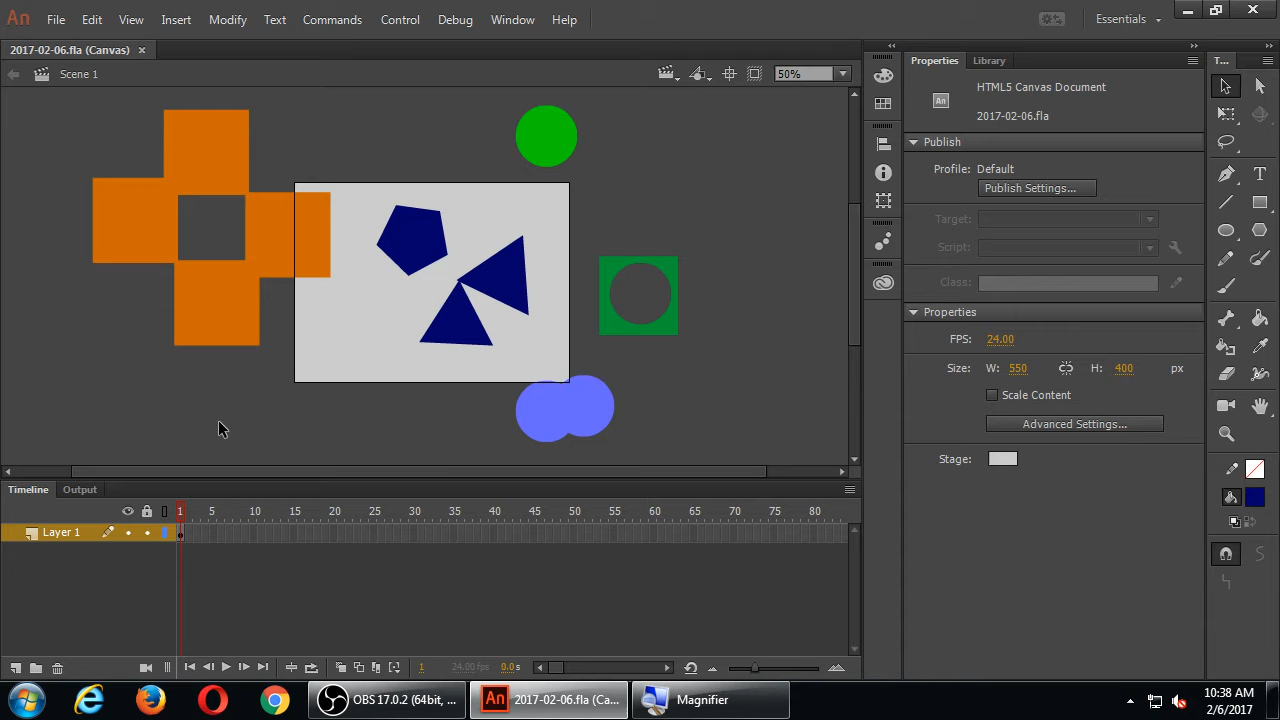 An File Edit View Insert Modify Text Commands Control Debug Window Help Essentials
2017-02-06.fla (Canvas) ×
Scene 1 50%
Properties Library T...
HTML5 Canvas Document
An 2017-02-06.fla
Publish
Profile: Default
Publish Settings...
Target:
Script:
Class:
Properties
FPS: 24.00
Size: W: 550 H: 400 px
Scale Content
Advanced Settings...
Stage:
Timeline Output
1 5 10 15 20 25 30 35 40 45 50 55 60 65 70 75 80
Layer 1
1 24.00 fps 0.0 s
OBS 17.0.2 (64bit, ... An 2017-02-06.fla (Ca... Magnifier
10:38 AM
2/6/2017